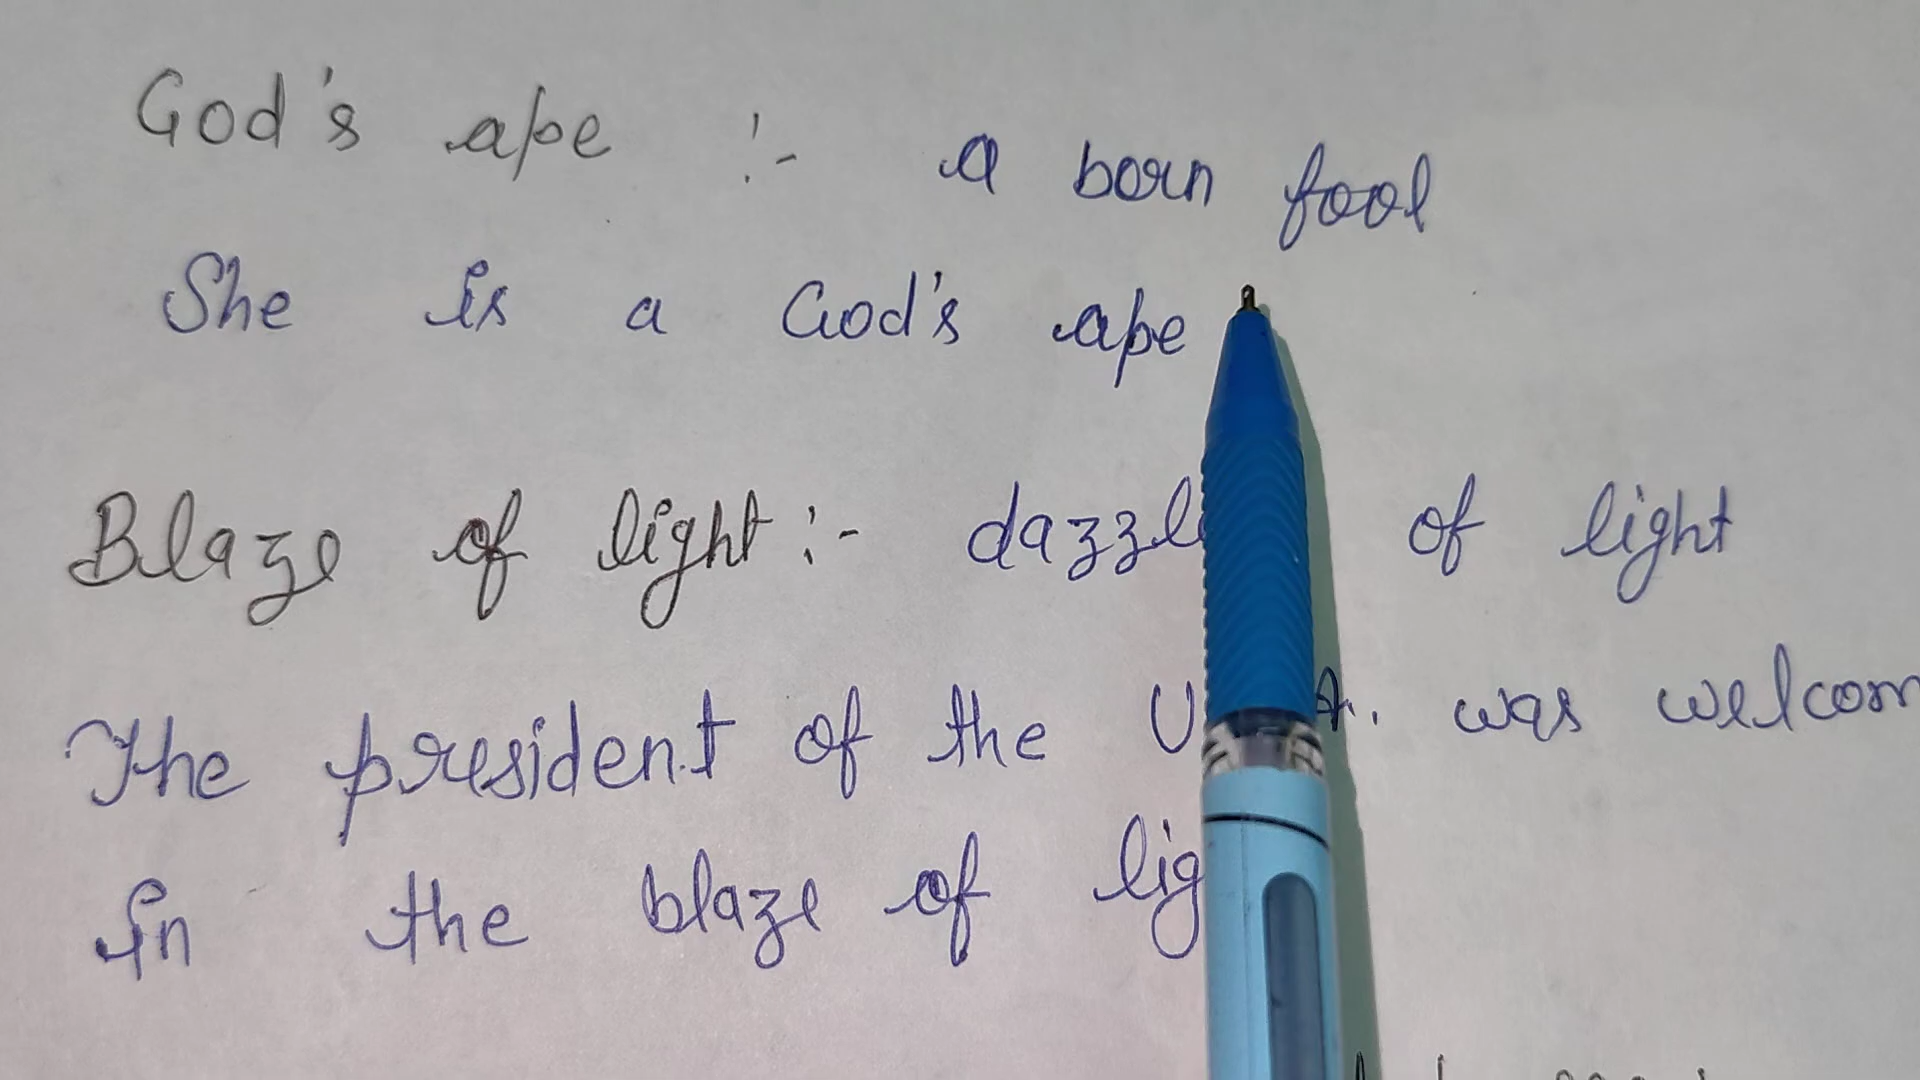 God's ape :- a born fool
She is a God's ape
Blaze of light :- dazzle of light
The president of the U A. was welcom
in the blaze of lig